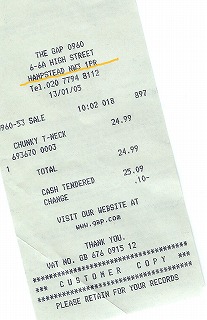 THE GAP 0960
6-6A HIGH STREET
HAMPSTEAD NW3 1PR
Tel.020 7794 8112
13/01/05
0960-53 SALE 10:02 018 897
CHUNKY T-NECK 24.99
693670 0003
1 TOTAL 24.99
CASH TENDERED 25.09
CHANGE .10-
VISIT OUR WEBSITE AT
www.gap.com
THANK YOU.
VAT NO. GB 676 0915 12
* * * * * * * * * * * * * * * * * *
*** CUSTOMER COPY ***
* * * * * * * * * * * * * * * * * *
PLEASE RETAIN FOR YOUR RECORDS